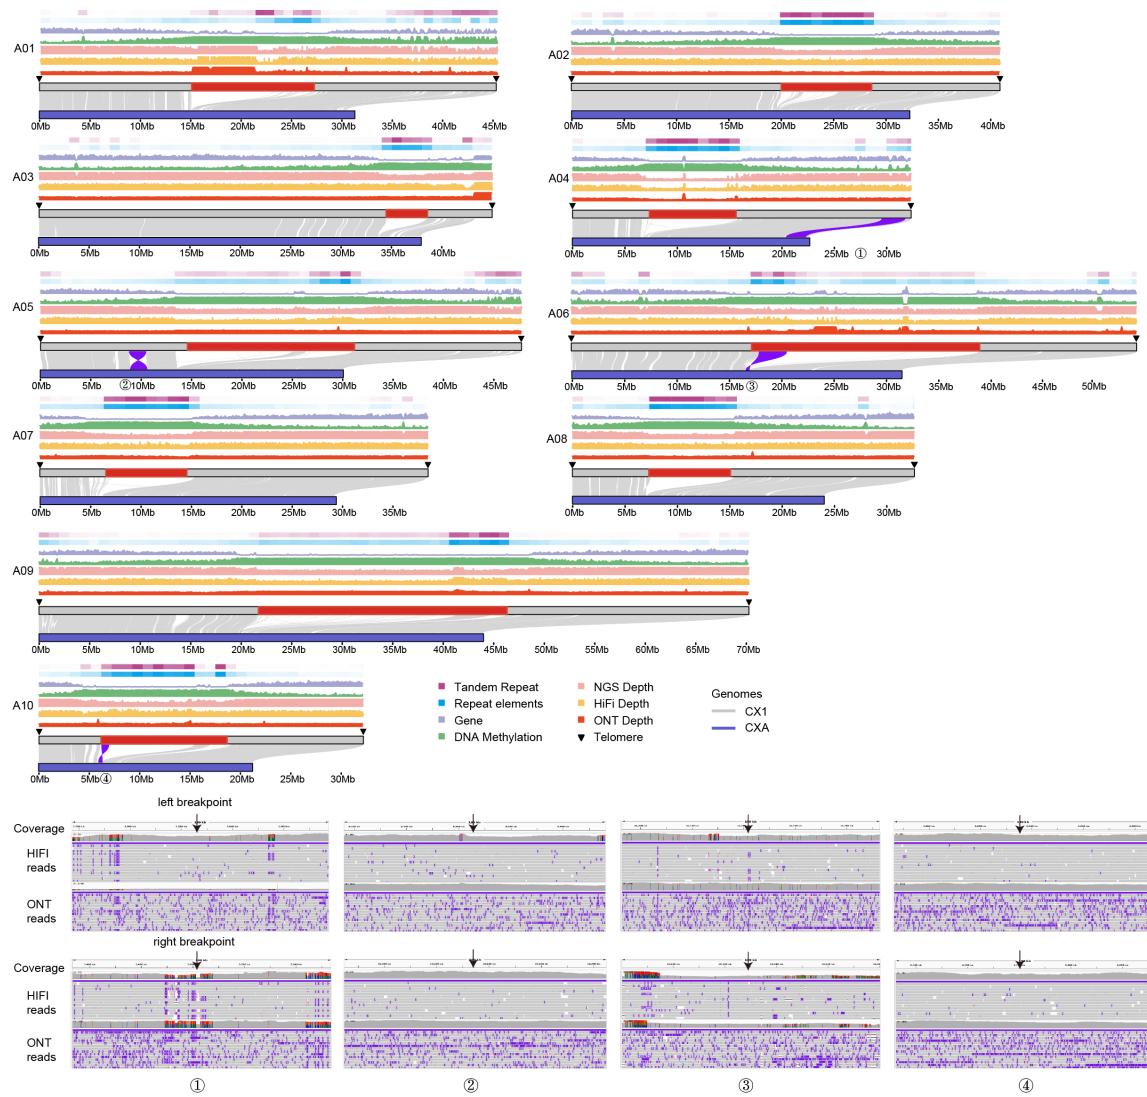 A01
0Mb 5Mb 10Mb 15Mb 20Mb 25Mb 30Mb 35Mb 40Mb 45Mb
A02
0Mb 5Mb 10Mb 15Mb 20Mb 25Mb 30Mb 35Mb 40Mb
A03
0Mb 5Mb 10Mb 15Mb 20Mb 25Mb 30Mb 35Mb 40Mb
A04
0Mb 5Mb 10Mb 15Mb 20Mb 25Mb ① 30Mb
A05
0Mb 5Mb ② 10Mb 15Mb 20Mb 25Mb 30Mb 35Mb 40Mb 45Mb
A06
0Mb 5Mb 10Mb 15Mb ③ 20Mb 25Mb 30Mb 35Mb 40Mb 45Mb 50Mb
A07
0Mb 5Mb 10Mb 15Mb 20Mb 25Mb 30Mb 35Mb
A08
0Mb 5Mb 10Mb 15Mb 20Mb 25Mb 30Mb
A09
0Mb 5Mb 10Mb 15Mb 20Mb 25Mb 30Mb 35Mb 40Mb 45Mb 50Mb 55Mb 60Mb 65Mb 70Mb
A10
0Mb 5Mb ④ 10Mb 15Mb 20Mb 25Mb 30Mb
Tandem Repeat
Repeat elements
Gene
DNA Methylation
NGS Depth
HiFi Depth
ONT Depth
Telomere
Genomes
CX1
CXA
left breakpoint
Coverage
HIFI
reads
ONT
reads
right breakpoint
Coverage
HIFI
reads
ONT
reads
① ② ③ ④